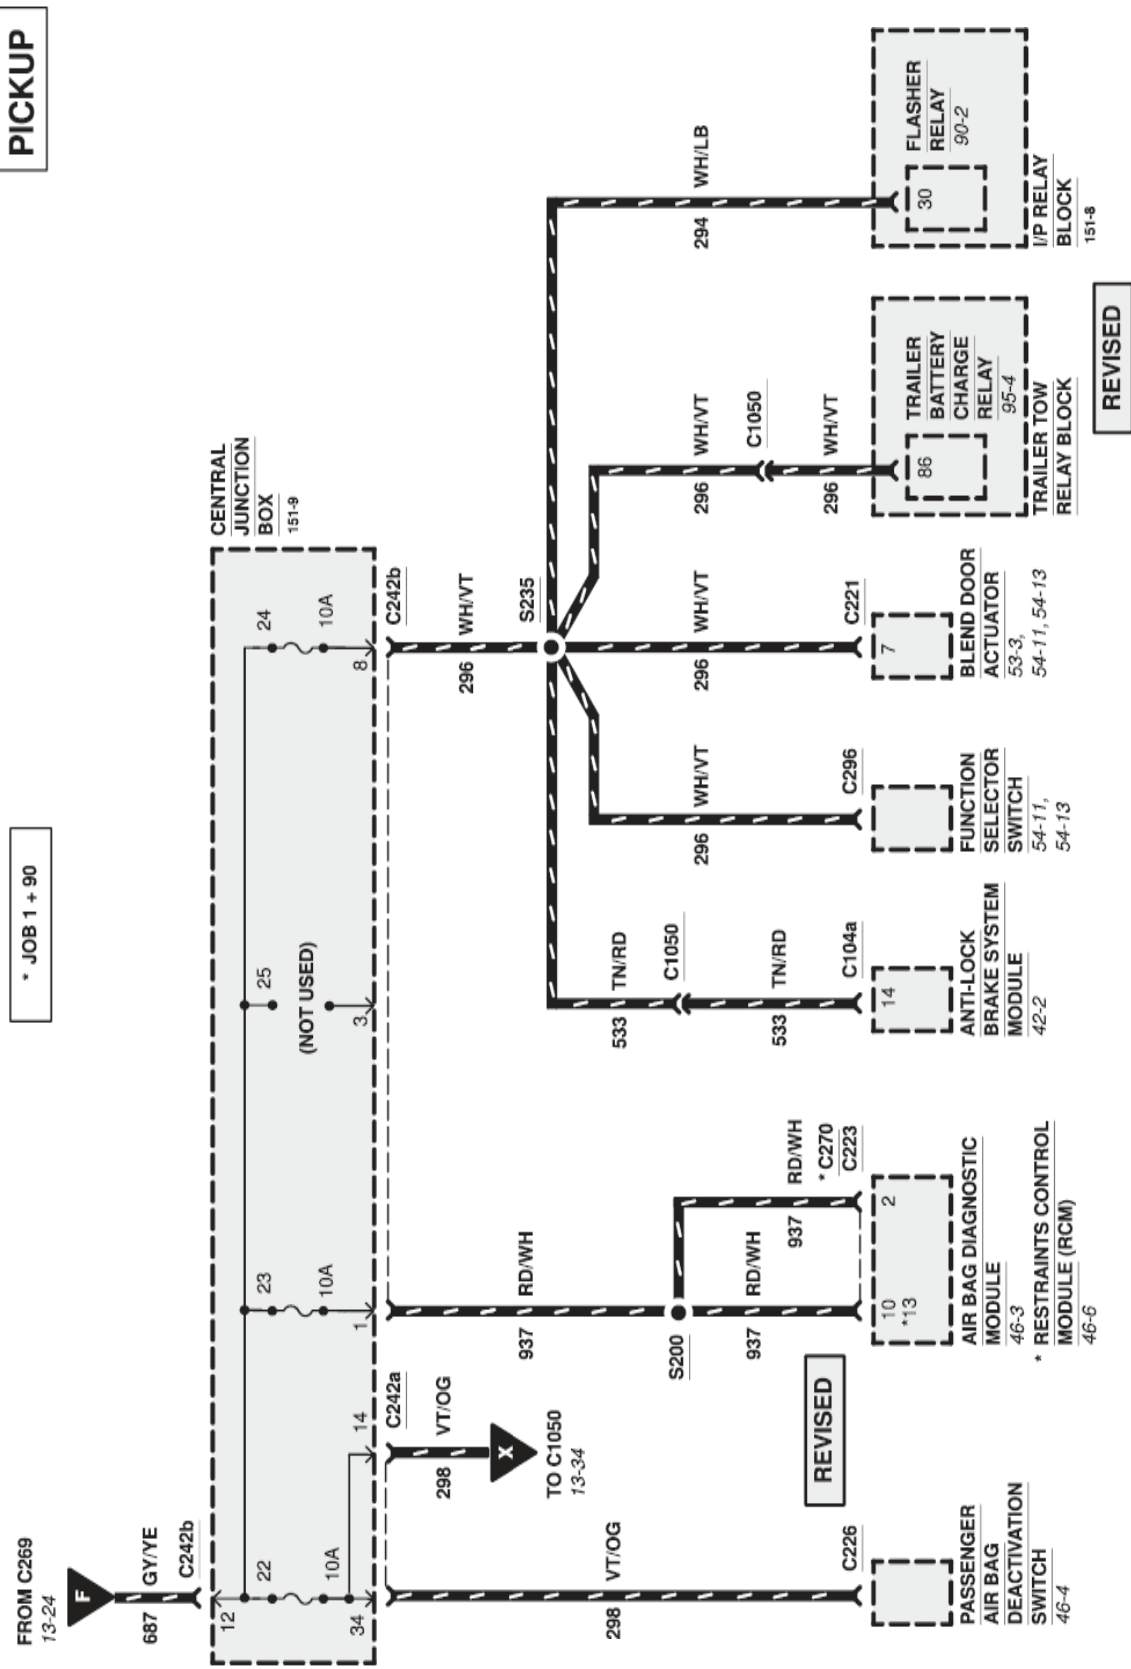 PICKUP
* JOB 1 + 90
FROM C269
13-24
F
687
GY/YE
C242b
12
CENTRAL
JUNCTION
BOX
151-9
22
10A
34
14
23
10A
1
25
(NOT USED)
3
24
10A
8
C242a
298
VT/OG
X
TO C1050
13-34
C242b
296
WH/VT
S235
937
RD/WH
S200
937
RD/WH
937
RD/WH
* C270
C223
298
VT/OG
C226
REVISED
533
TN/RD
C1050
533
TN/RD
C104a
296
WH/VT
C296
296
WH/VT
C221
296
WH/VT
C1050
296
WH/VT
294
WH/LB
PASSENGER
AIR BAG
DEACTIVATION
SWITCH
46-4
10
*13
2
AIR BAG DIAGNOSTIC
MODULE
46-3
* RESTRAINTS CONTROL
MODULE (RCM)
46-6
14
ANTI-LOCK
BRAKE SYSTEM
MODULE
42-2
FUNCTION
SELECTOR
SWITCH
54-11,
54-13
7
BLEND DOOR
ACTUATOR
53-3,
54-11, 54-13
86
TRAILER
BATTERY
CHARGE
RELAY
95-4
TRAILER TOW
RELAY BLOCK
30
FLASHER
RELAY
90-2
I/P RELAY
BLOCK
151-8
REVISED